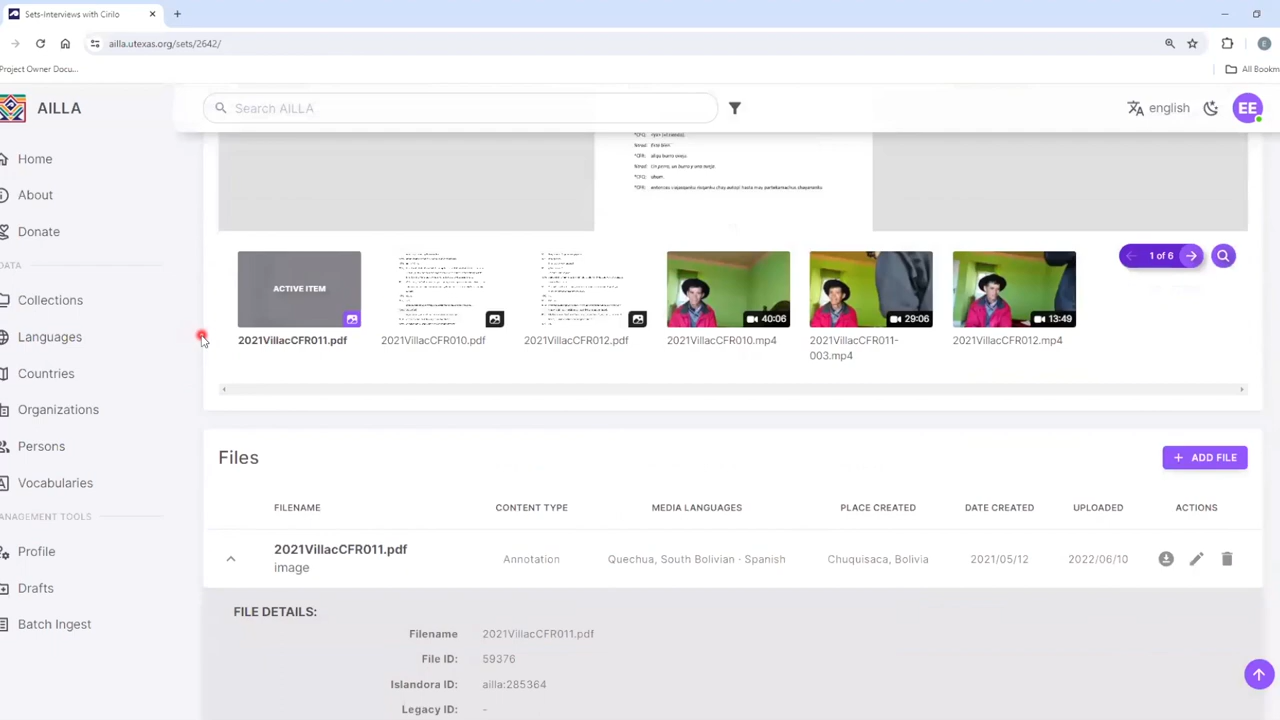 Sets-Interviews with Cirilo
ailla.utexas.org/sets/2642/
Project Owner Docu...
All Bookm
AILLA
Search AILLA
english
EE
Home
About
Donate
DATA
Collections
Languages
Countries
Organizations
Persons
Vocabularies
ANAGEMENT TOOLS
Profile
Drafts
Batch Ingest
ACTIVE ITEM
40:06
29:06
13:49
1 of 6
2021VillacCFR011.pdf
2021VillacCFR010.pdf
2021VillacCFR012.pdf
2021VillacCFR010.mp4
2021VillacCFR011-
003.mp4
2021VillacCFR012.mp4
Files
+ ADD FILE
FILENAME CONTENT TYPE MEDIA LANGUAGES PLACE CREATED DATE CREATED UPLOADED ACTIONS
2021VillacCFR011.pdf
image
Annotation Quechua, South Bolivian · Spanish Chuquisaca, Bolivia 2021/05/12 2022/06/10
FILE DETAILS:
Filename 2021VillacCFR011.pdf
File ID: 59376
Islandora ID: ailla:285364
Legacy ID: -